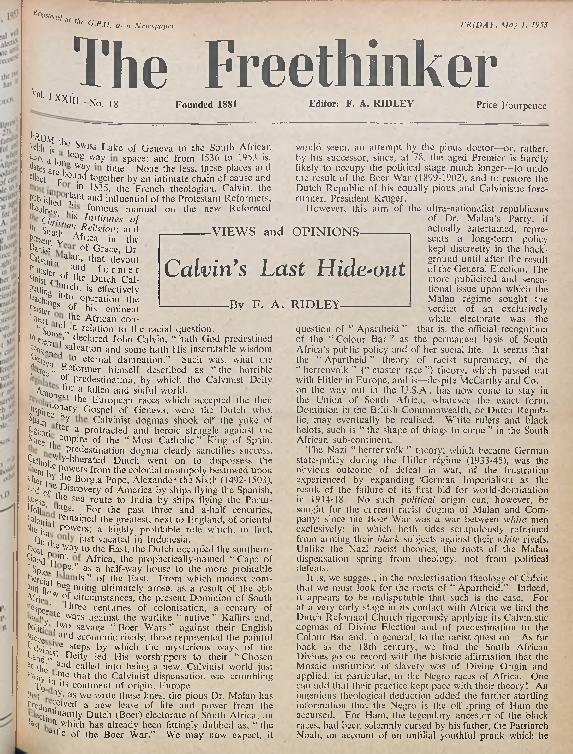 Registered at the G.P.O. as a Newspaper
FRIDAY, May 1, 1953
The Freethinker
Vol. LXXIII—No. 18
Founded 1881
Editor: F. A. RIDLEY
Price Fourpence
VIEWS and OPINIONS
Calvin's Last Hide-out
By F. A. RIDLEY
FROM the Swiss Lake of Geneva to the South African
is a long way in space; and from 1536 to 1953 is
a long way in time. None the less, these places and
dates are bound together by an intimate chain of cause and
effect. For in 1535, the French theologian, Calvin, the
most important and influential of the Protestant Reformers,
published his famous manual on the new Reformed
theology, his Institutes of
the Christian Religion; and
in South Africa in the
present Year of Grace, Dr.
Daniel Malan, that devout
Calvinist and former
minister of the Dutch Cal-
vinist Church, is effectively
putting into operation the
teachings of his eminent
master on the African con-
tinent and in relation to the racial question.
"Some," declared John Calvin, "hath God predestined
to eternal salvation and some hath His inscrutable wisdom
consigned to eternal damnation." Such was what the
Geneva Reformer himself described as "the horrible
decree" of predestination, by which the Calvinist Deity
a fallen and sinful world.
Amongst the European races which accepted the then
revolutionary Gospel of Geneva, were the Dutch who,
inspired by the Calvinist dogmas shook off the yoke of
Spain after a protracted and heroic struggle against the
gigantic empire of the "Most Catholic" King of Spain.
Since the predestination dogma clearly sanctifies success,
the newly-liberated Dutch went on to dispossess the
Catholic powers from the colonial monopoly bestowed upon
them by the Borgia Pope, Alexander the Sixth (1492-1503),
after the Discovery of America by ships flying the Spanish,
and of the sea route to India by ships flying the Portu-
guese, flags. For the past three and a-half centuries,
Holland remained the greatest, next to England, of oriental
Colonial powers; a highly profitable role which, in fact,
she has only just vacated in Indonesia.
On the way to the East, the Dutch occupied the southern-
most point of Africa, the prophetically-named "Cape of
Good Hope," as a half-way house to the more profitable
"Spice Islands" of the East. From which modest com-
mercial beginning ultimately arose, as a result of the ebb
and flow of circumstances, the present Dominion of South
Africa. Three centuries of colonisation, a century of
desperate wars against the warlike "native" Kaffirs and,
finally, two savage "Boer Wars" against their English
political and economic rivals; those represented the painful
successive steps by which the mysterious ways of the
Calvinist Deity led His worshippers to their "Chosen
Land," and called into being a new, Calvinist world just
at the time that the Calvinist dispensation was crumbling
away in its continent of origin, Europe.
To-day, as we write these lines, the pious Dr. Malan has
just received a new lease of life and power from the
predominantly Dutch (Boer) electorate of South Africa, an
Election which has already been fittingly dubbed as, "the
last battle of the Boer War." We may now expect, it
would seem, an attempt by the pious doctor—or, rather,
by his successor, since, at 78, the aged Premier is hardly
likely to occupy the political stage much longer—to undo
the result of the Boer War (1899-1902), and to restore the
Dutch Republic of his equally pious and Calvinistic fore-
runner, President Kruger.
However, this aim of the ultra-nationalist republicans
of Dr. Malan's Party, if
actually entertained, repre-
sents a long-term policy
kept discreetly in the back-
ground until after the result
of the General Election. The
more publicised and sensa-
tional issue upon which the
Malan régime sought the
verdict of an exclusively
white electorate was the
question of "Apartheid" that is, the official recognition
of the "Colour Bar" as the permanent basis of South
Africa's public policy and of her social life. It seems that
the "Apartheid" theory of racial supremacy, of the
"herrenvolk" ("master race") theory, which passed out
with Hitler in Europe, and is—despite McCarthy and Co.
on the way out in the U.S.A., has now come to stay in
the Union of South Africa, whatever the exact form,
Dominion in the British Commonwealth, or Dutch Repub-
lic, may eventually be realised. White rulers and black
helots, such is "the shape of things to come" in the South
African sub-continent.
The Nazi "herrenvolk" theory, which became German
state-policy during the Hitler régime (1933-45), was the
obvious outcome of defeat in war, of the frustration
experienced by expanding German Imperialism as the
result of the failure of its first bid for world-domination
in 1914-18. No such political origin can, however, be
sought for the current racial dogma of Malan and Com-
pany; since the Boer War was a war between white men
exclusively; in which both sides scrupulously refrained
from arming their black subjects against their white rivals.
Unlike the Nazi racial theories, the roots of the Malan
dispensation spring from theology, not from political
defeats.
It is, we suggest, in the predestination theology of Calvin
that we must look for the roots of "Apartheid." Indeed,
it appears to be indisputable that such is the case. For
at a very early stage in its contact with Africa we find the
Dutch Reformed Church rigorously applying its Calvinistic
dogmas of Divine Election and of predestination to the
Colour Bar and, in general, to the racial question. As far
back as the 18th century, we find the South African
Divines, go on record with the historic affirmation that the
Mosaic institution of slavery was of Divine Origin and
applied, in particular, to the Negro races of Africa. One
can add that their practice kept pace with their theory! An
ingenious theological deduction added the further startling
information that the Negro is the off-spring of Ham the
accursed. For Ham, the legendary ancestor of the black
races, had been solemnly cursed by his father, the Patriarch
Noah, on account of an unfilial youthful prank which he